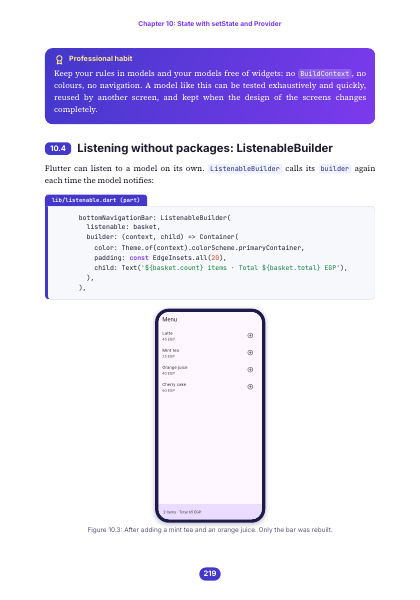 Chapter 10: State with setState and Provider
Professional habit
Keep your rules in models and your models free of widgets: no BuildContext, no
colours, no navigation. A model like this can be tested exhaustively and quickly,
reused by another screen, and kept when the design of the screens changes
completely.
10.4 Listening without packages: ListenableBuilder
Flutter can listen to a model on its own. ListenableBuilder calls its builder again
each time the model notifies:
lib/listenable.dart (part)
bottomNavigationBar: ListenableBuilder(
listenable: basket,
builder: (context, child) => Container(
color: Theme.of(context).colorScheme.primaryContainer,
padding: const EdgeInsets.all(20),
child: Text('${basket.count} items · Total ${basket.total} EGP'),
),
),
Menu
Latte
45 EGP
Mint tea
Orange juice
Cherry cake
60 EGP
2 items · Total 65 EGP
Figure 10.3: After adding a mint tea and an orange juice. Only the bar was rebuilt.
219